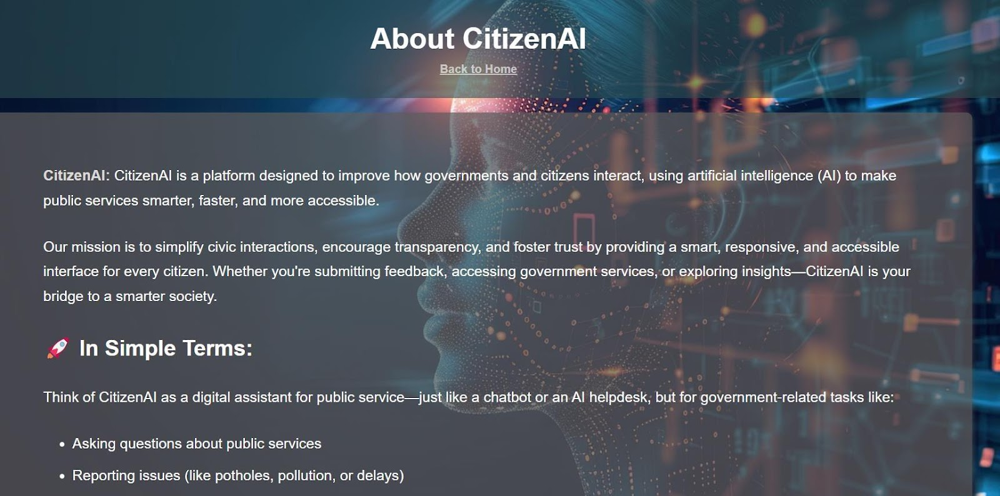 About CitizenAI
Back to Home
CitizenAI: CitizenAI is a platform designed to improve how governments and citizens interact, using artificial intelligence (AI) to make
public services smarter, faster, and more accessible.
Our mission is to simplify civic interactions, encourage transparency, and foster trust by providing a smart, responsive, and accessible
interface for every citizen. Whether you're submitting feedback, accessing government services, or exploring insights—CitizenAI is your
bridge to a smarter society.
🚀 In Simple Terms:
Think of CitizenAI as a digital assistant for public service—just like a chatbot or an AI helpdesk, but for government-related tasks like:
• Asking questions about public services
• Reporting issues (like potholes, pollution, or delays)